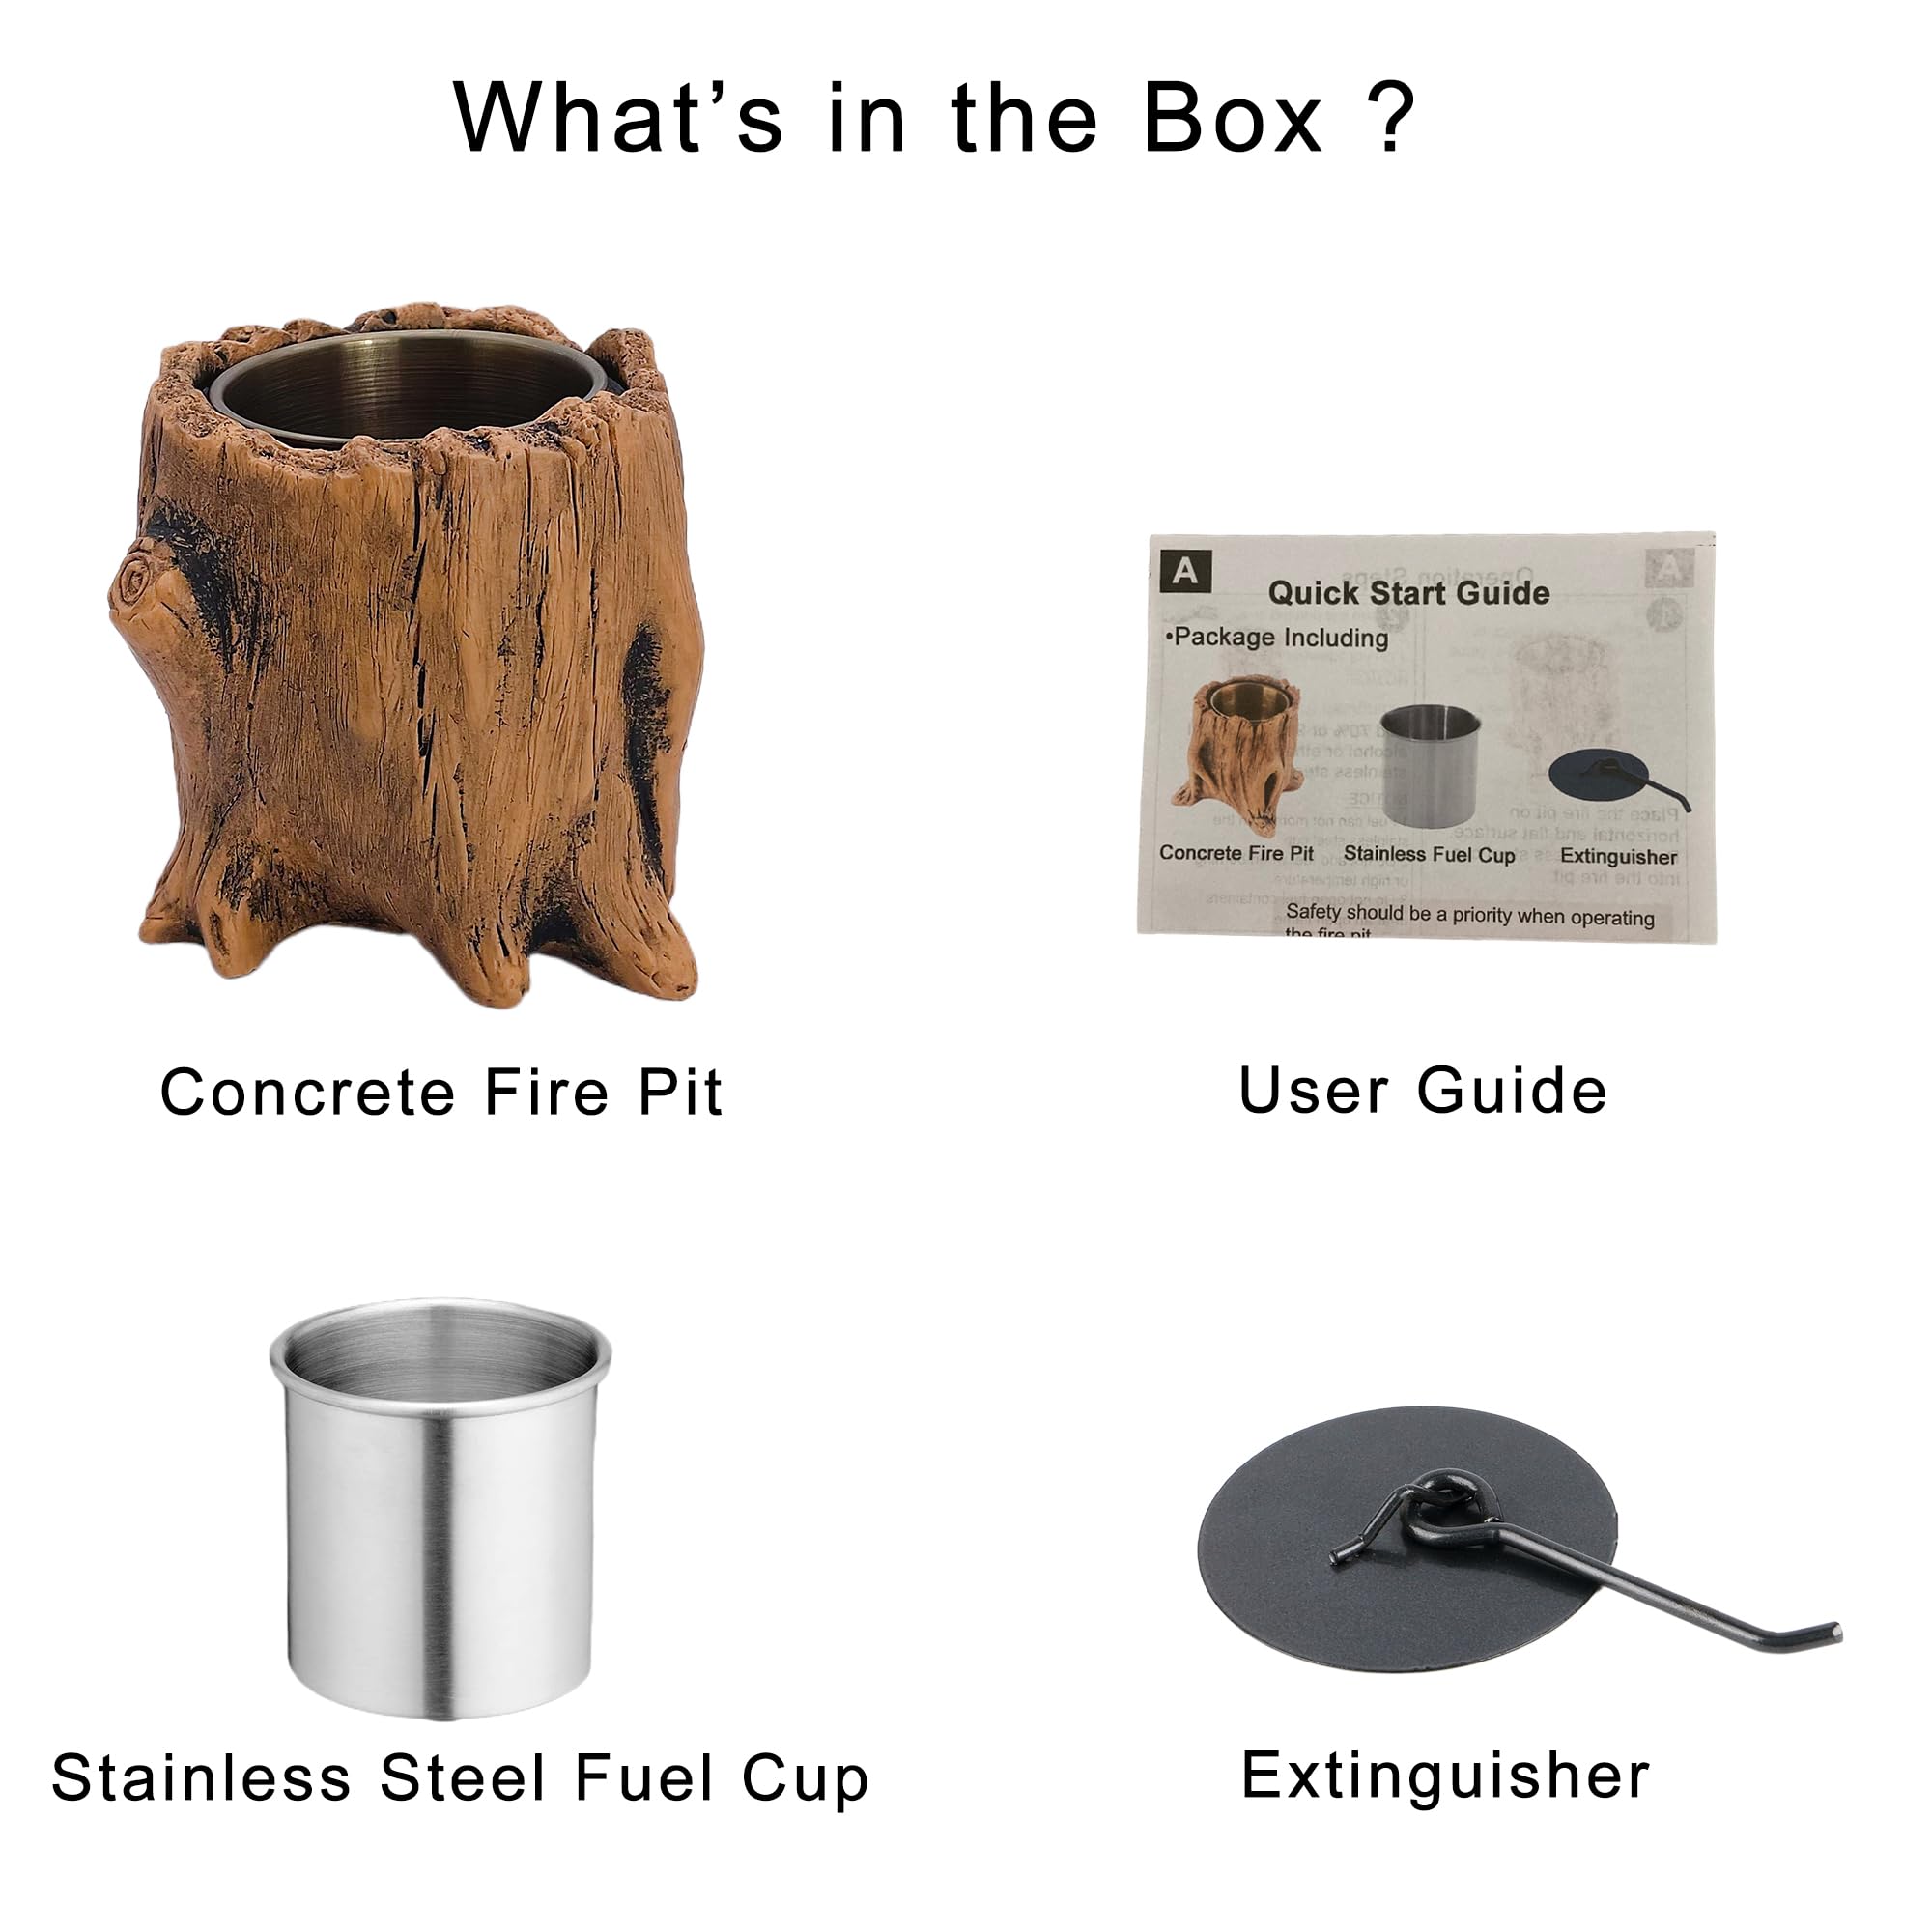 What’s in the Box ?
A
Quick Start Guide
•Package Including
Concrete Fire Pit
Stainless Fuel Cup
Extinguisher
Safety should be a priority when operating
the fire pit
Concrete Fire Pit
User Guide
Stainless Steel Fuel Cup
Extinguisher